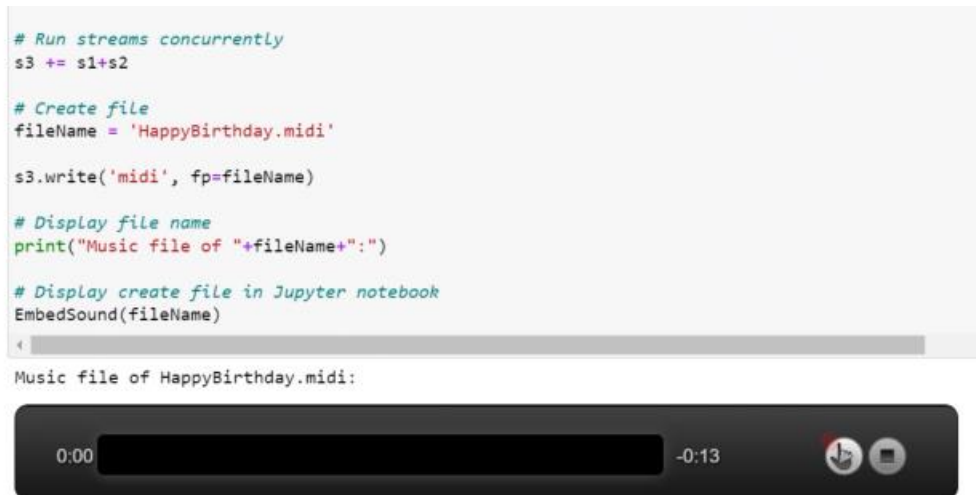 # Run streams concurrently
s3 += s1+s2
# Create file
fileName = 'HappyBirthday.midi'
s3.write('midi', fp=fileName)
# Display file name
print("Music file of "+fileName+":")
# Display create file in Jupyter notebook
EmbedSound(fileName)
Music file of HappyBirthday.midi:
0:00 -0:13